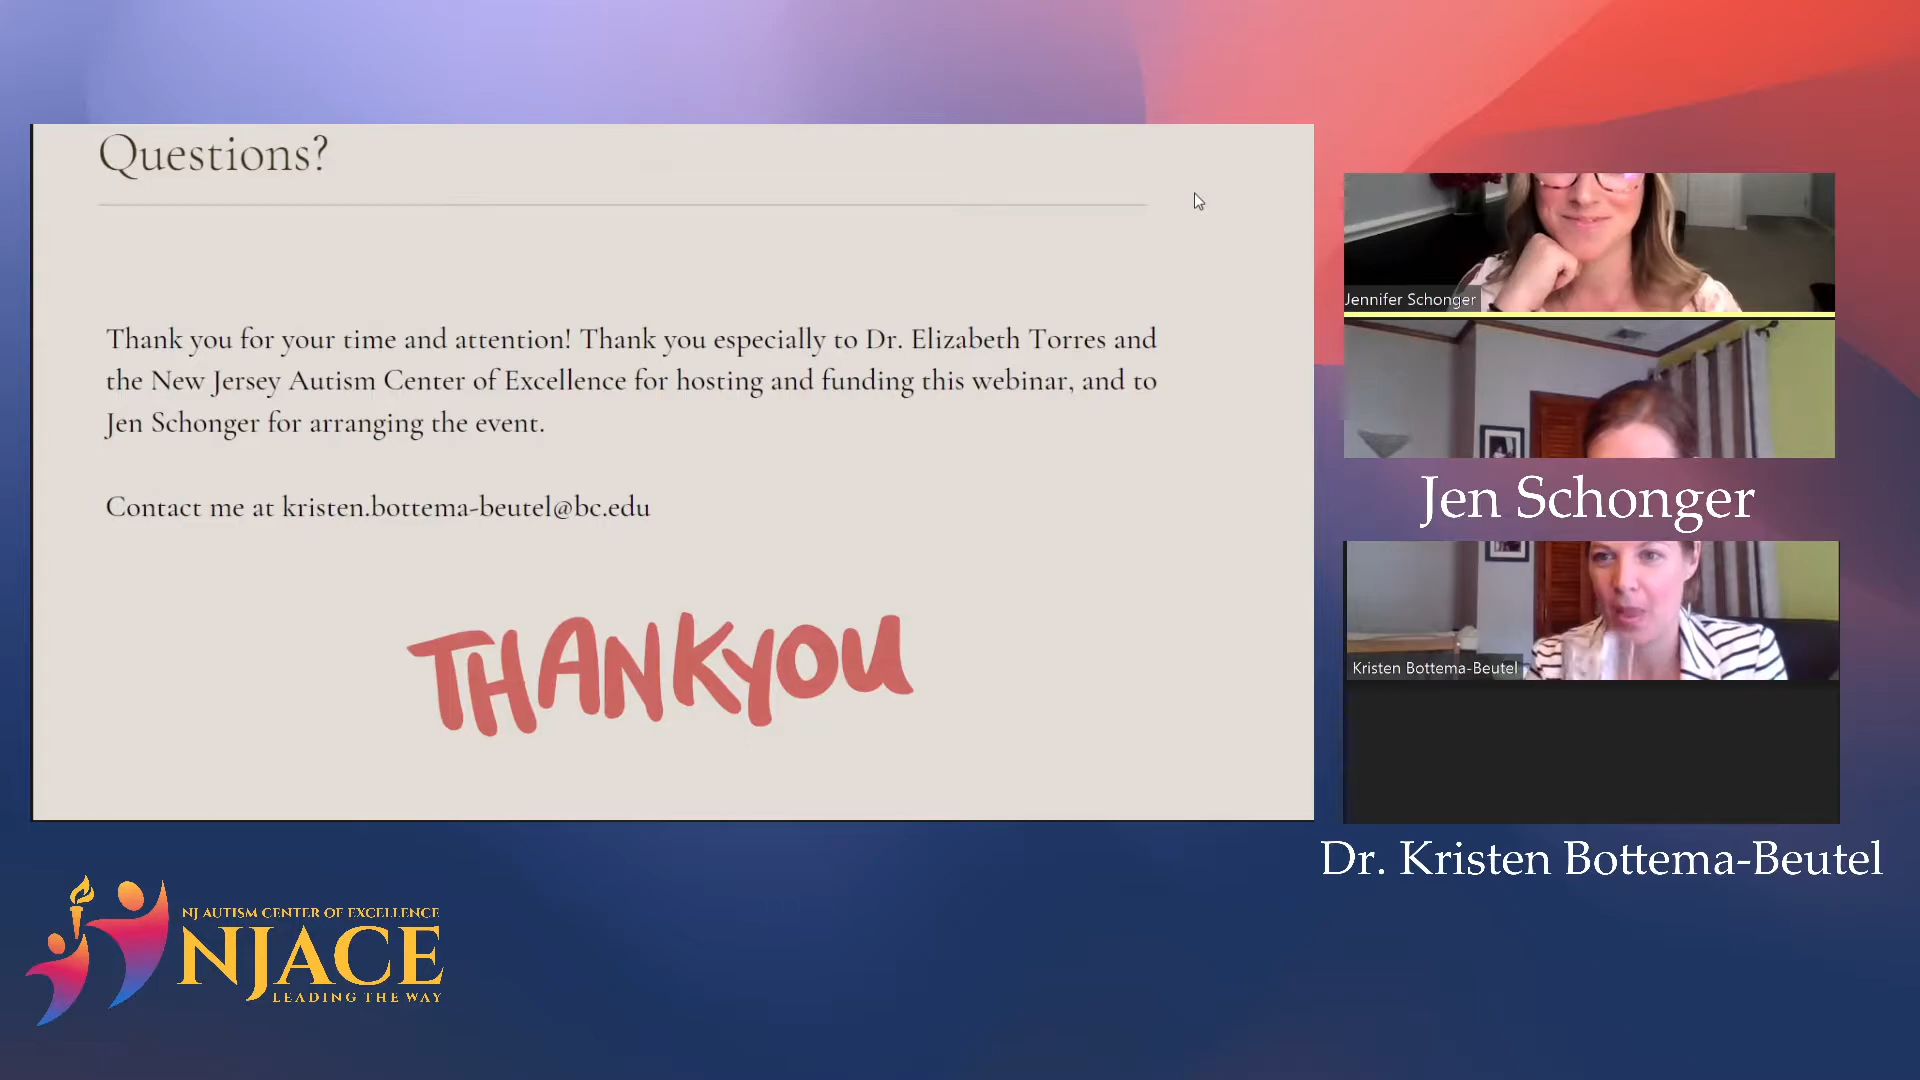 Questions?
Thank you for your time and attention! Thank you especially to Dr. Elizabeth Torres and
the New Jersey Autism Center of Excellence for hosting and funding this webinar, and to
Jen Schonger for arranging the event.
Contact me at kristen.bottema-beutel@bc.edu
THANKYOU
Jennifer Schonger
Jen Schonger
Kristen Bottema-Beutel
Dr. Kristen Bottema-Beutel
NJ AUTISM CENTER OF EXCELLENCE
NJACE
LEADING THE WAY